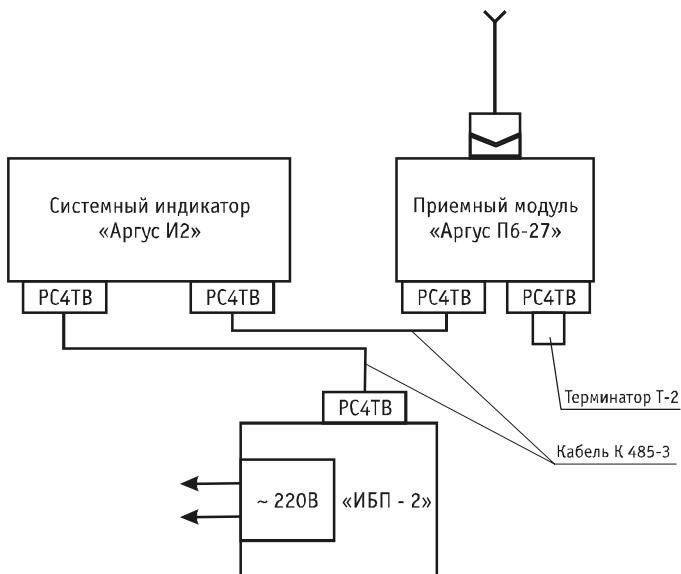 Системный индикатор
«Аргус И2»
Приемный модуль
«Аргус П6-27»
РС4ТВ
РС4ТВ
РС4ТВ
РС4ТВ
Терминатор Т-2
РС4ТВ
Кабель К 485-3
~ 220В
«ИБП - 2»